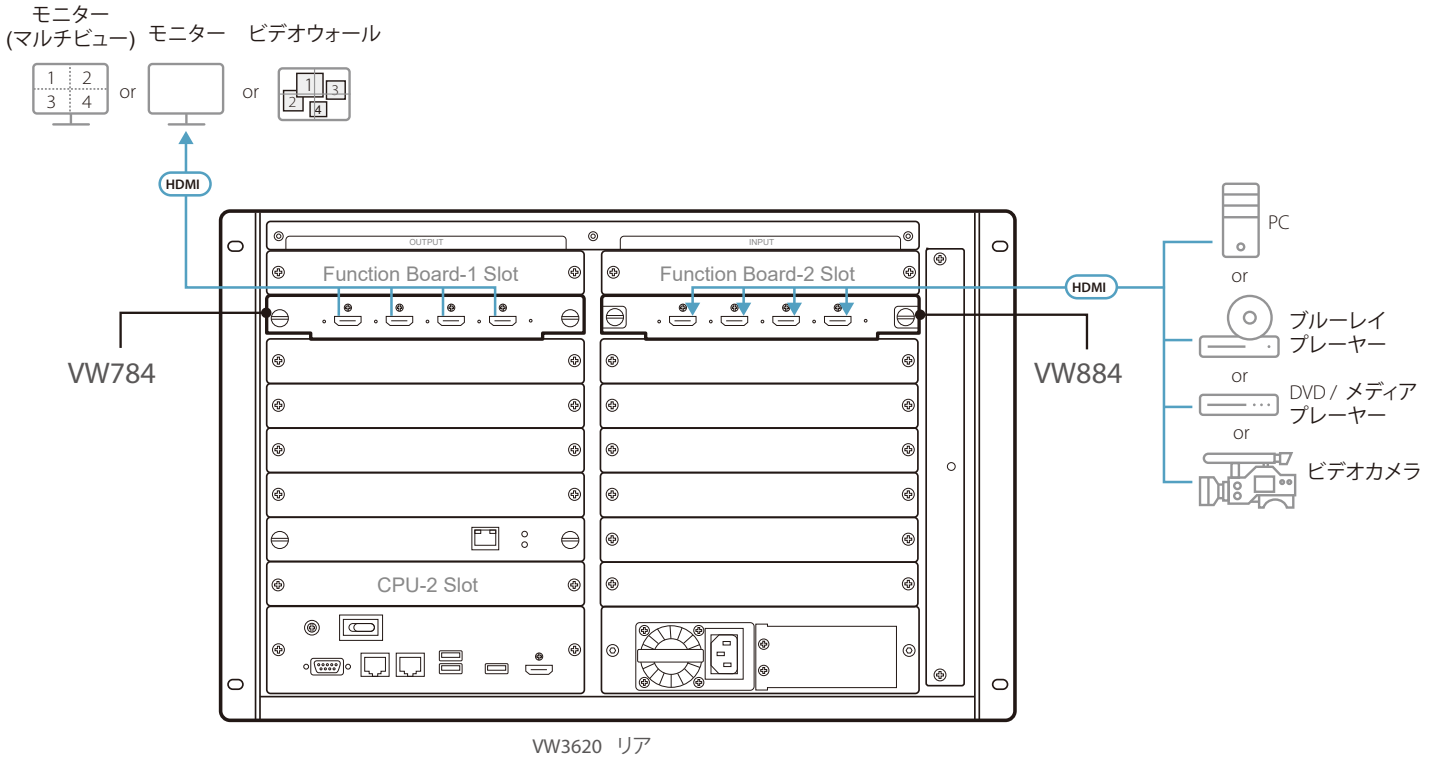 モニター
(マルチビュー)
モニター
ビデオウォール
1 2
3 4
or
or
1
2
3
4
HDMI
OUTPUT
INPUT
Function Board-1 Slot
Function Board-2 Slot
HDMI
VW784
VW884
PC
or
ブルーレイ
プレーヤー
or
DVD / メディア
プレーヤー
or
ビデオカメラ
CPU-2 Slot
VW3620 リア